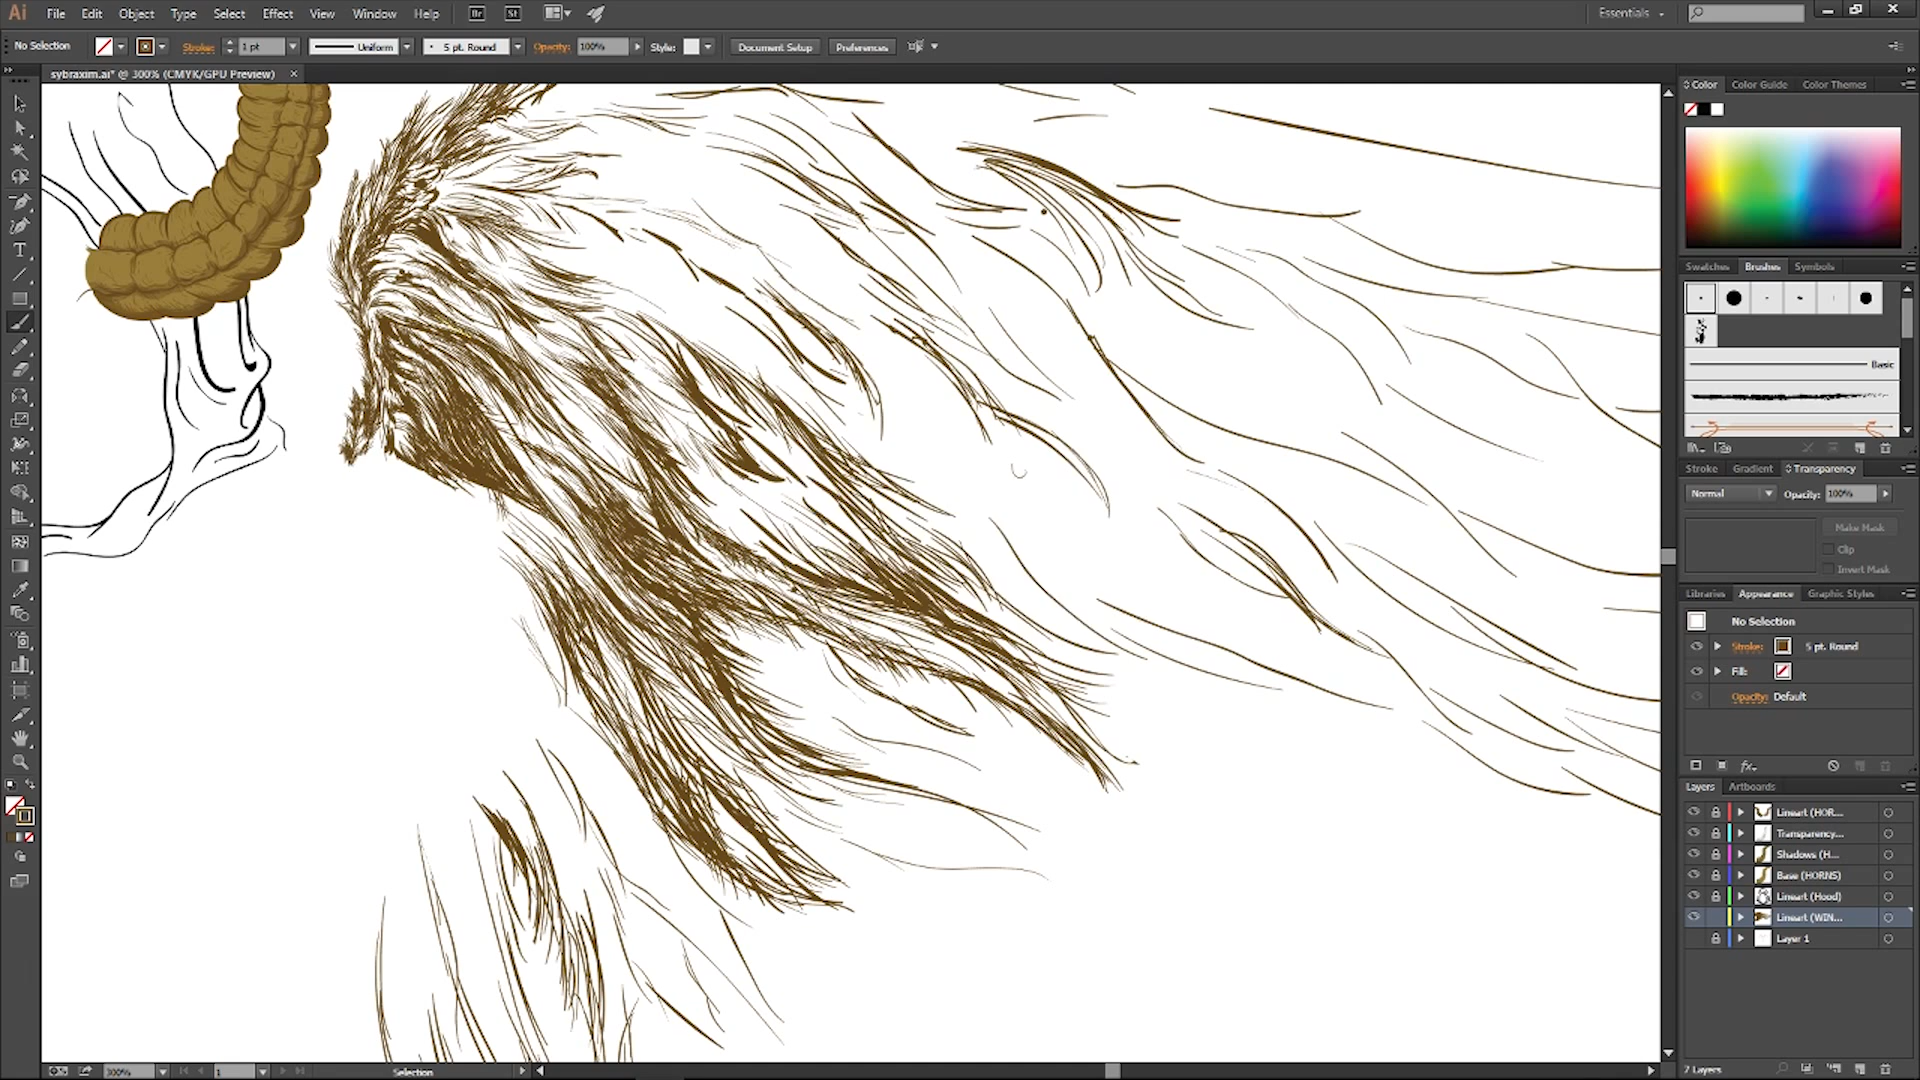 Ai File Edit Object Type Select Effect View Window Help Br St Essentials
No Selection Stroke: 1 pt Uniform 5 pt. Round Opacity: 100% Style: Document Setup Preferences
sybraxim.ai* @ 300% (CMYK/GPU Preview) ×
Color Color Guide Color Themes
Swatches Brushes Symbols
Basic
Stroke Gradient Transparency
Normal Opacity: 100%
Make Mask
Clip
Invert Mask
Libraries Appearance Graphic Styles
No Selection
Stroke: 5 pt. Round
Fill:
Opacity: Default
fx
Layers Artboards
Lineart (HOR...
Transparency...
Shadows (H...
Base (HORNS)
Lineart (Hood)
Lineart (WIN...
Layer 1
300% 1 Selection 7 Layers